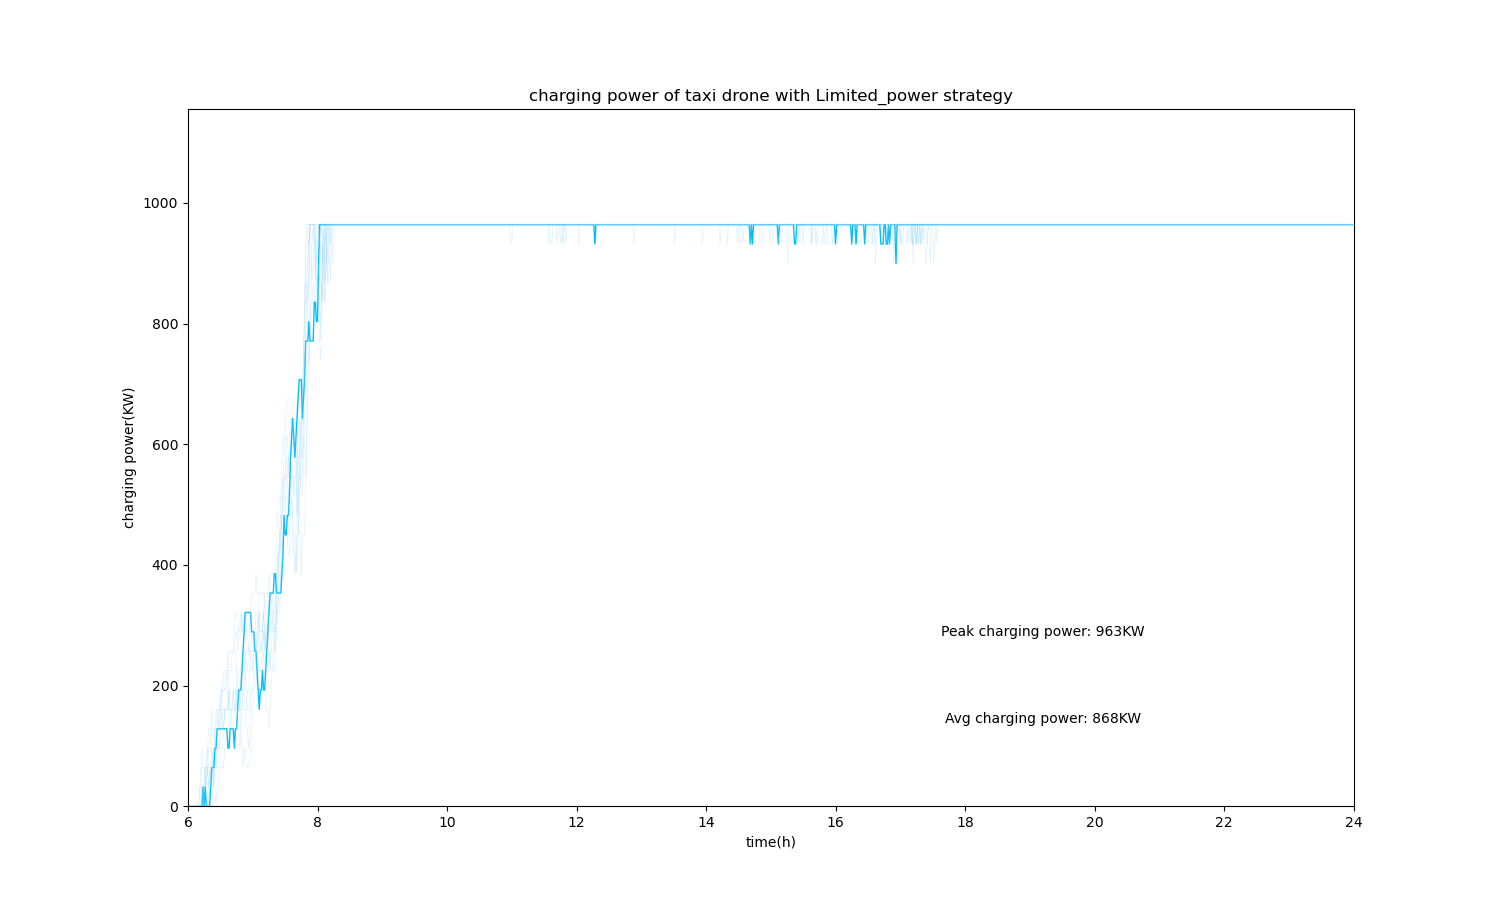 charging power of taxi drone with Limited_power strategy
1000
800
600
400
200
0
charging power(KW)
Peak charging power: 963KW
Avg charging power: 868KW
6 8 10 12 14 16 18 20 22 24
time(h)